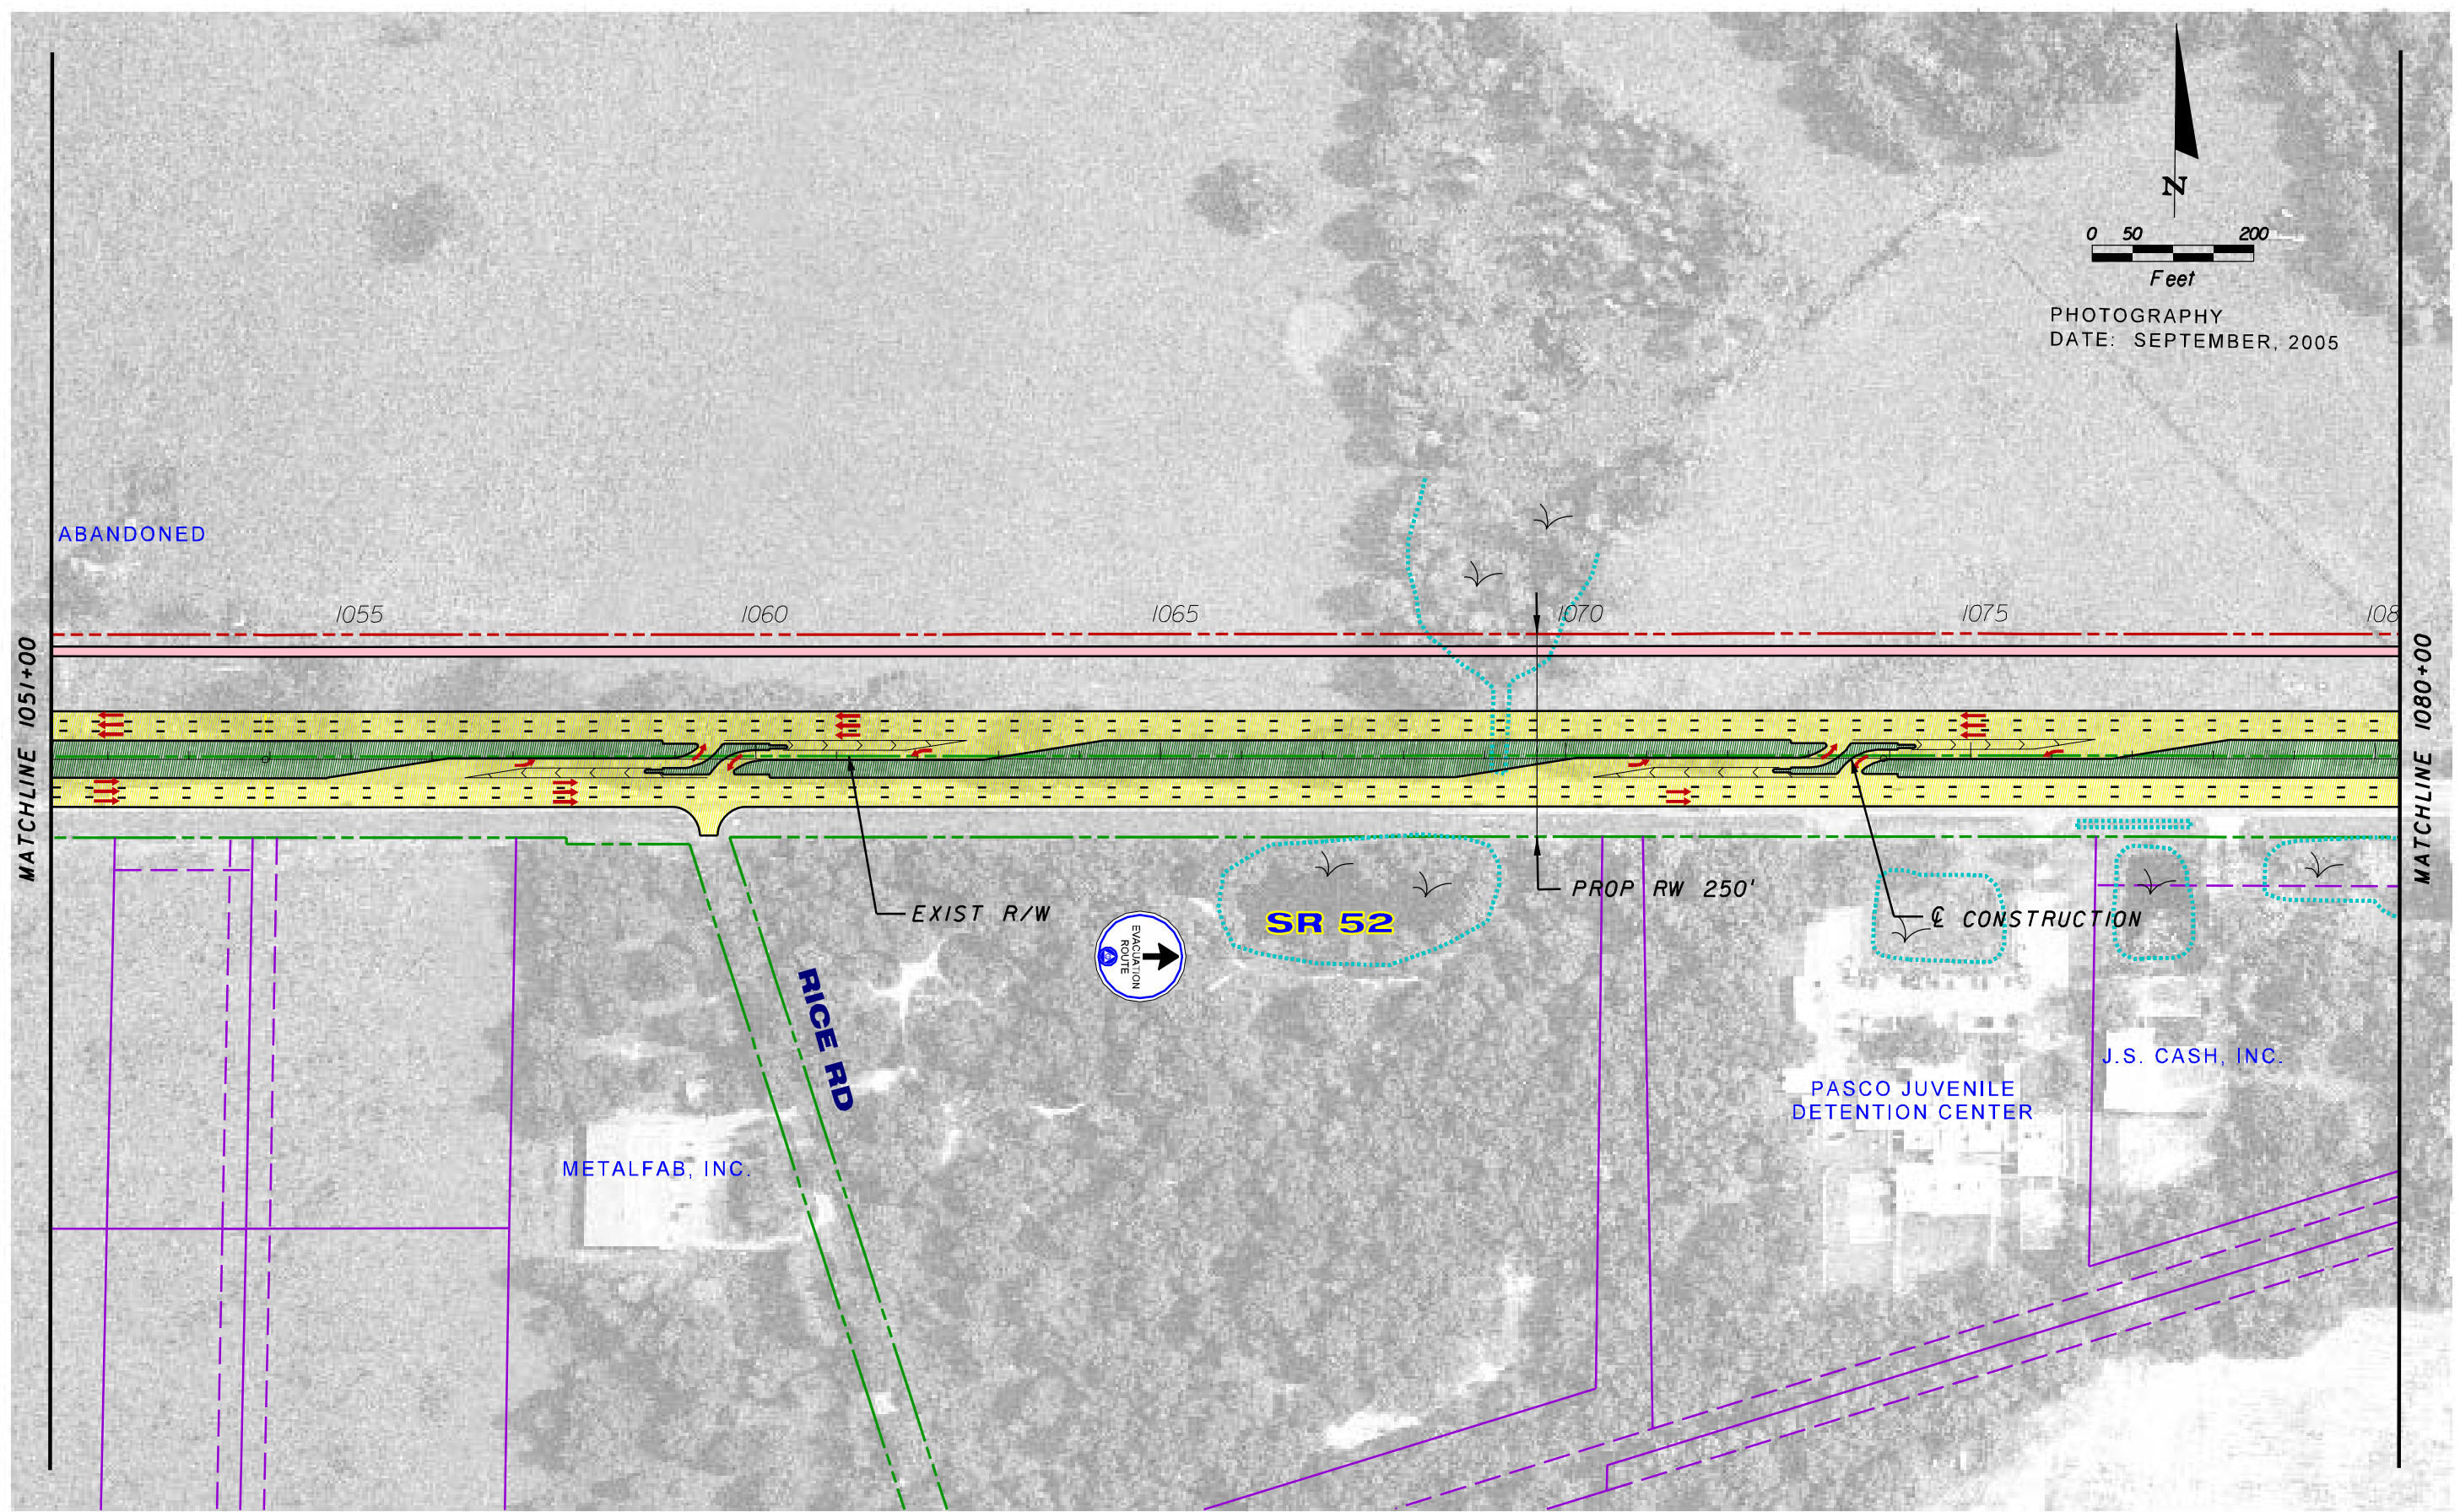 N
0 50 200
Feet
PHOTOGRAPHY
DATE: SEPTEMBER, 2005
ABANDONED
1055 1060 1065 1070 1075 108
MATCHLINE 1051+00
MATCHLINE 1080+00
PROP RW 250'
EXIST R/W
℄ CONSTRUCTION
SR 52
EVACUATION
ROUTE
RICE RD
J.S. CASH, INC.
PASCO JUVENILE
DETENTION CENTER
METALFAB, INC.